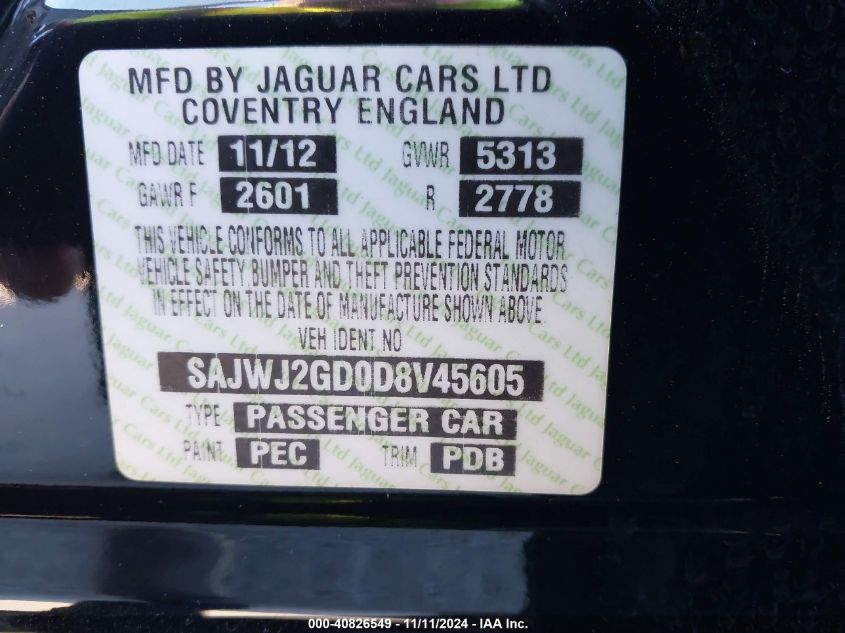 MFD BY JAGUAR CARS LTD
COVENTRY ENGLAND
MFD DATE 11/12 GVWR 5313
GAWR F 2601 R 2778
THIS VEHICLE CONFORMS TO ALL APPLICABLE FEDERAL MOTOR
VEHICLE SAFETY, BUMPER AND THEFT PREVENTION STANDARDS
IN EFFECT ON THE DATE OF MANUFACTURE SHOWN ABOVE
VEH IDENT NO
SAJWJ2GD0D8V45605
TYPE PASSENGER CAR
PAINT PEC TRIM PDB
000-40826549 - 11/11/2024 - IAA Inc.